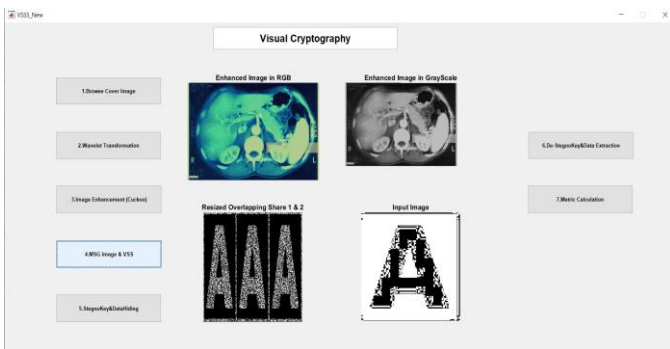 VSSS_New
Visual Cryptography
1.Browse Cover Image
2.Wavelet Transformation
3.Image Enhancement (Cuckoo)
4.MSG Image & VSS
5.StegnoKey&DataHiding
Enhanced Image in RGB
Enhanced Image in GrayScale
R
L
Resized Overlapping Share 1 & 2
AAA
Input Image
A
6.De-StegnoKey&Data Extraction
7.Metric Calculation